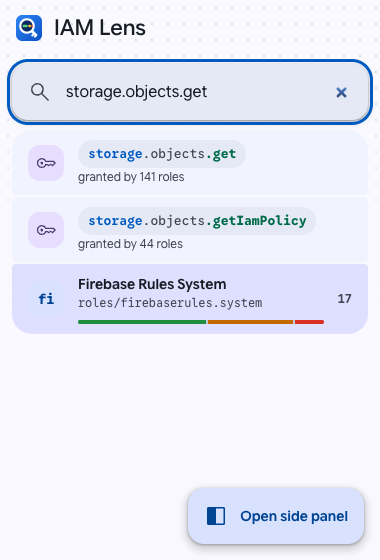 IAM Lens
storage.objects.get
storage.objects.get
granted by 141 roles
storage.objects.getIamPolicy
granted by 44 roles
fi
Firebase Rules System
roles/firebaserules.system
17
Open side panel